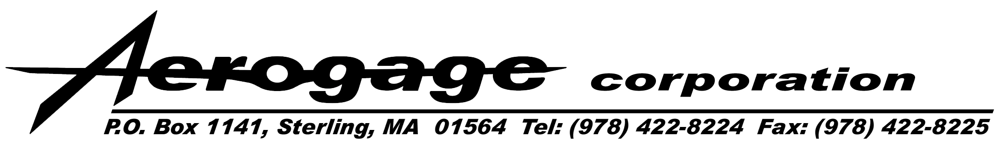 Aerogage corporation
P.O. Box 1141, Sterling, MA 01564 Tel: (978) 422-8224 Fax: (978) 422-8225